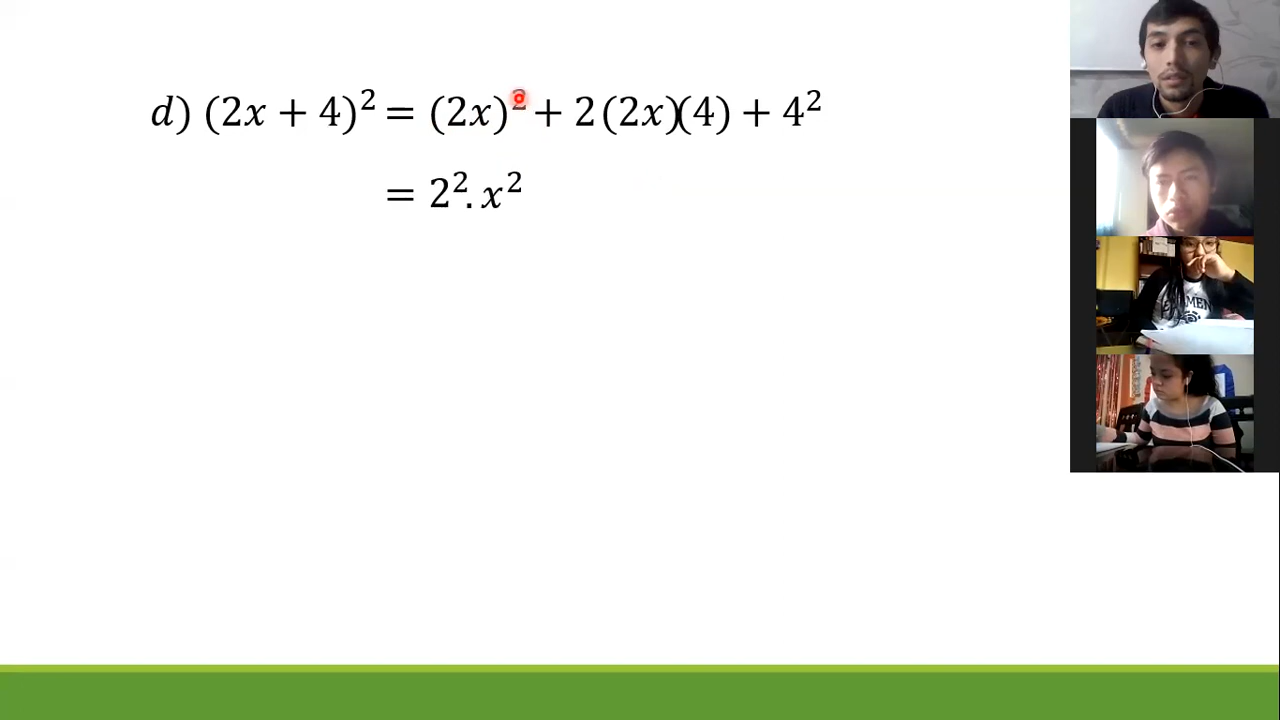 d) (2x + 4)² = (2x)² + 2(2x)(4) + 4²
= 2². x²